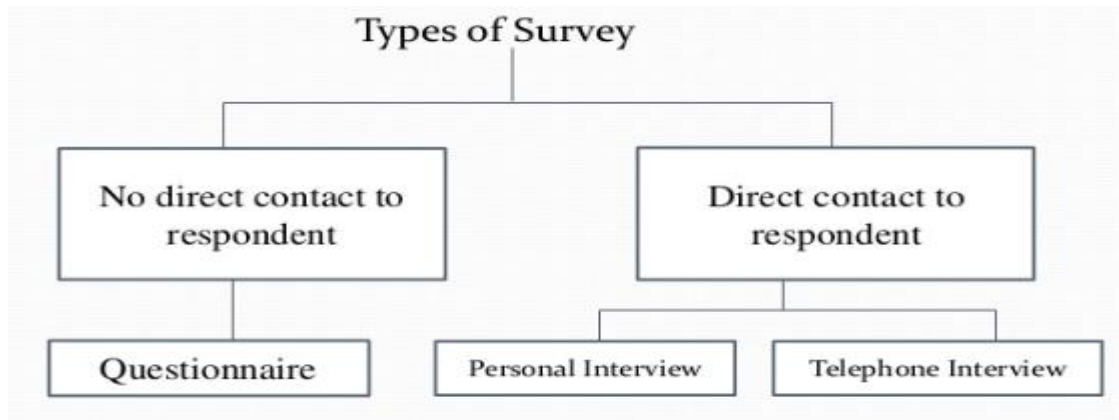 Types of Survey
No direct contact to
respondent
Direct contact to
respondent
Questionnaire
Personal Interview
Telephone Interview